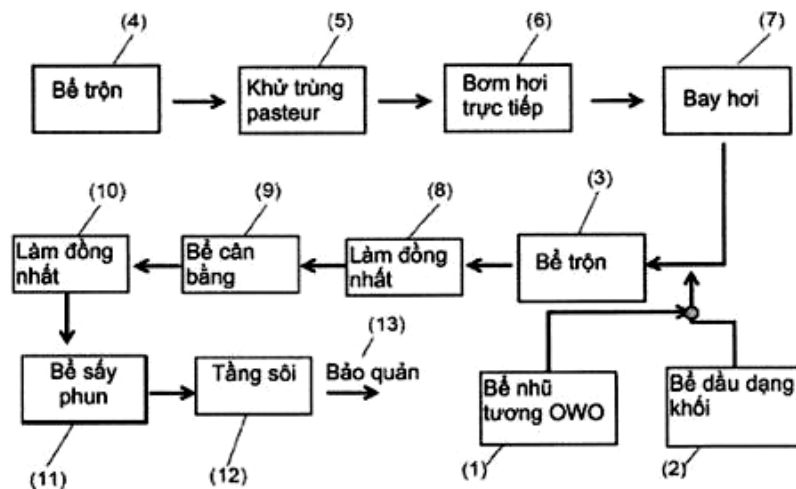 (4)
(5)
(6)
(7)
Bể trộn
Khử trùng
pasteur
Bơm hơi
trực tiếp
Bay hơi
(10)
(9)
(8)
(3)
Làm đồng
nhất
Bể cân
bằng
Làm đồng
nhất
Bể trộn
(13)
Bể sấy
phun
Tầng sôi
Bảo quản
Bể nhũ
tương OWO
Bể dầu dạng
khối
(11)
(12)
(1)
(2)